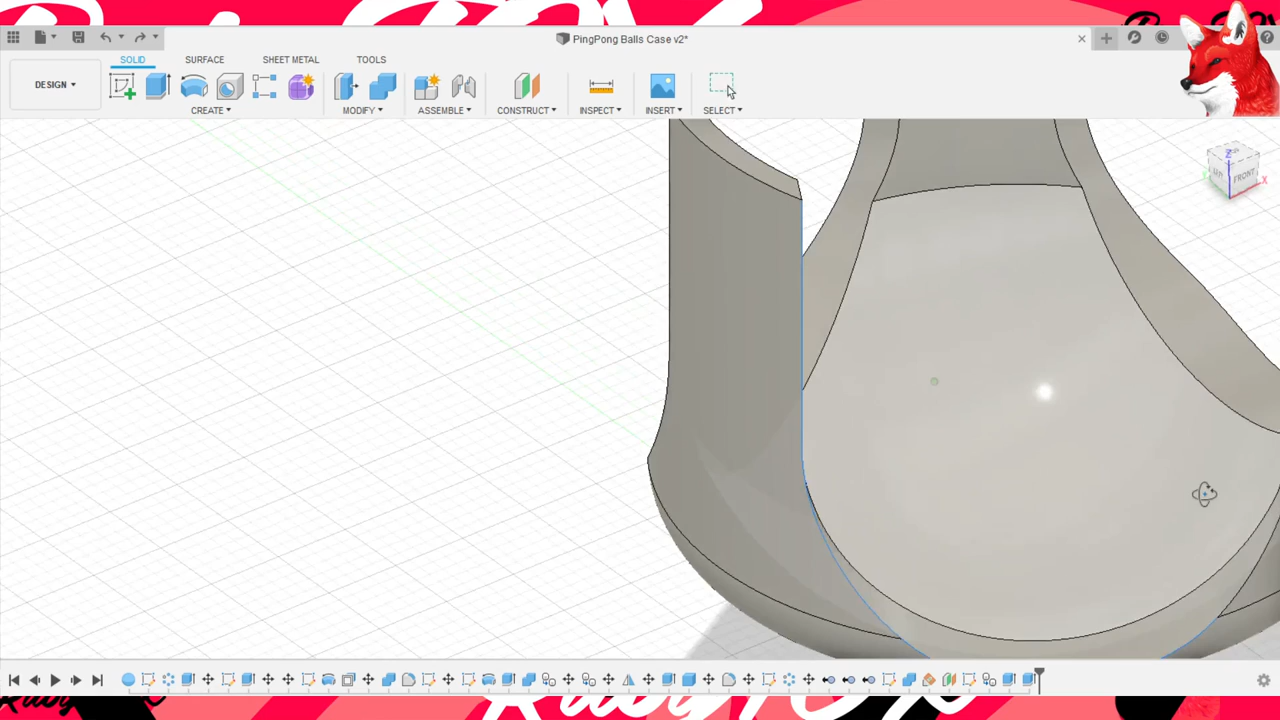 PingPong Balls Case v2*
SOLID SURFACE SHEET METAL TOOLS
DESIGN
CREATE MODIFY ASSEMBLE CONSTRUCT INSPECT INSERT SELECT
Z
FRONT
X